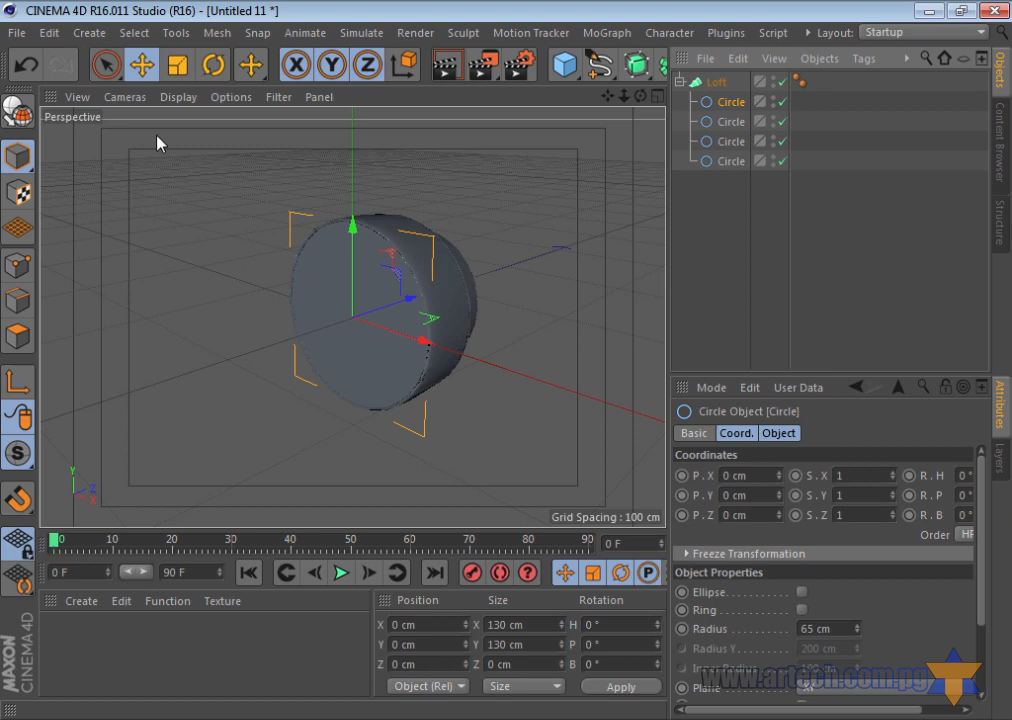 CINEMA 4D R16.011 Studio (R16) - [Untitled 11 *]
File Edit Create Select Tools Mesh Snap Animate Simulate Render Sculpt Motion Tracker MoGraph Character Plugins Script Layout: Startup
X Y Z
File Edit View Objects Tags
View Cameras Display Options Filter Panel
Perspective
Loft
Circle
Circle
Circle
Circle
Objects
Content Browser
Structure
Y
Z
X
Grid Spacing : 100 cm
Mode Edit User Data
Circle Object [Circle]
Basic Coord. Object
Coordinates
P . X 0 cm S . X 1 R . H 0 °
P . Y 0 cm S . Y 1 R . P 0 °
P . Z 0 cm S . Z 1 R . B 0 °
Order
Freeze Transformation
Object Properties
Ellipse
Ring
Radius 65 cm
Radius Y 200 cm
Plane
Attributes
Layers
0 10 20 30 40 50 60 70 80 90 0 F
0 F 90 F
P
S
Create Edit Function Texture
Position Size Rotation
X 0 cm X 130 cm H 0 °
Y 0 cm Y 130 cm P 0 °
Z 0 cm Z 0 cm B 0 °
Object (Rel) Size Apply
MAXON
CINEMA 4D
www.artech.com.pg